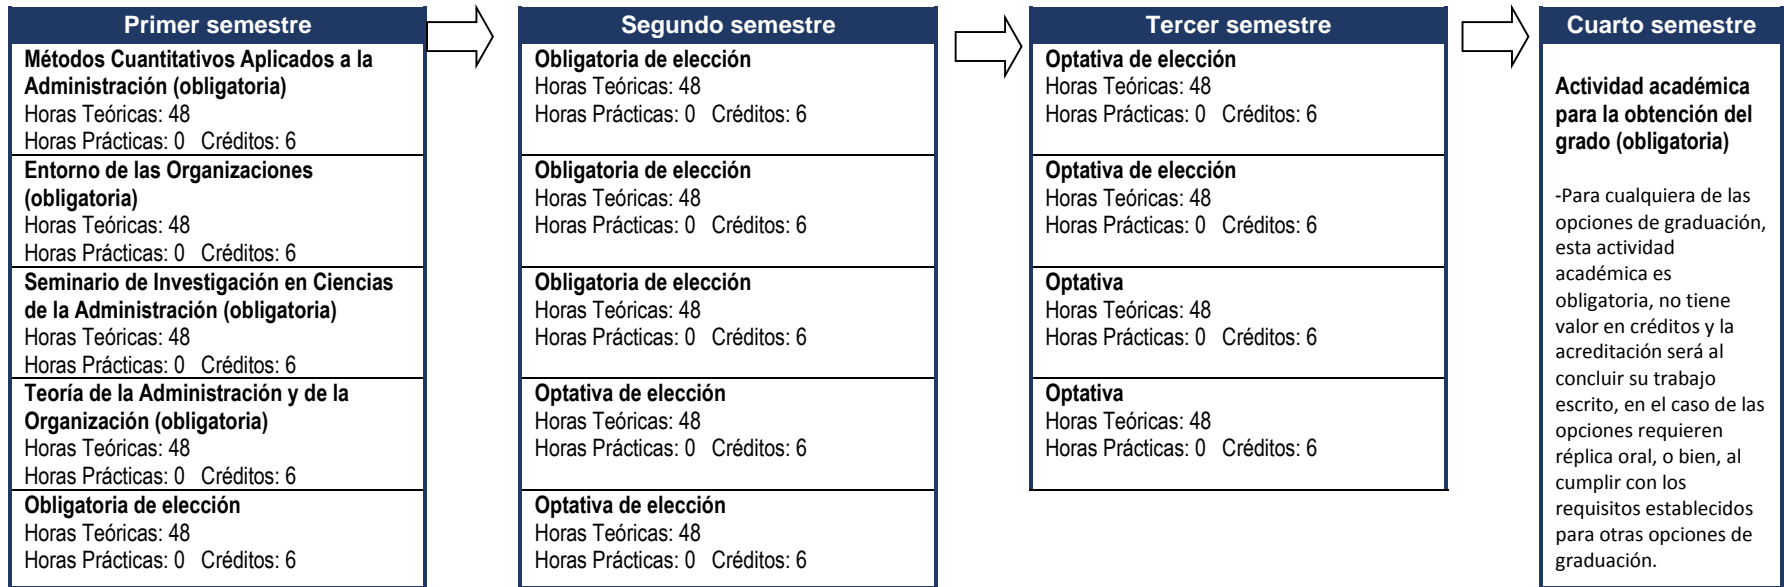 Primer semestre
Métodos Cuantitativos Aplicados a la
Administración (obligatoria)
Horas Teóricas: 48
Horas Prácticas: 0 Créditos: 6
Entorno de las Organizaciones
(obligatoria)
Horas Teóricas: 48
Horas Prácticas: 0 Créditos: 6
Seminario de Investigación en Ciencias
de la Administración (obligatoria)
Horas Teóricas: 48
Horas Prácticas: 0 Créditos: 6
Teoría de la Administración y de la
Organización (obligatoria)
Horas Teóricas: 48
Horas Prácticas: 0 Créditos: 6
Obligatoria de elección
Horas Teóricas: 48
Horas Prácticas: 0 Créditos: 6
Segundo semestre
Obligatoria de elección
Horas Teóricas: 48
Horas Prácticas: 0 Créditos: 6
Obligatoria de elección
Horas Teóricas: 48
Horas Prácticas: 0 Créditos: 6
Obligatoria de elección
Horas Teóricas: 48
Horas Prácticas: 0 Créditos: 6
Optativa de elección
Horas Teóricas: 48
Horas Prácticas: 0 Créditos: 6
Optativa de elección
Horas Teóricas: 48
Horas Prácticas: 0 Créditos: 6
Tercer semestre
Optativa de elección
Horas Teóricas: 48
Horas Prácticas: 0 Créditos: 6
Optativa de elección
Horas Teóricas: 48
Horas Prácticas: 0 Créditos: 6
Optativa
Horas Teóricas: 48
Horas Prácticas: 0 Créditos: 6
Optativa
Horas Teóricas: 48
Horas Prácticas: 0 Créditos: 6
Cuarto semestre
Actividad académica
para la obtención del
grado (obligatoria)
-Para cualquiera de las
opciones de graduación,
esta actividad
académica es
obligatoria, no tiene
valor en créditos y la
acreditación será al
concluir su trabajo
escrito, en el caso de las
opciones requieren
réplica oral, o bien, al
cumplir con los
requisitos establecidos
para otras opciones de
graduación.